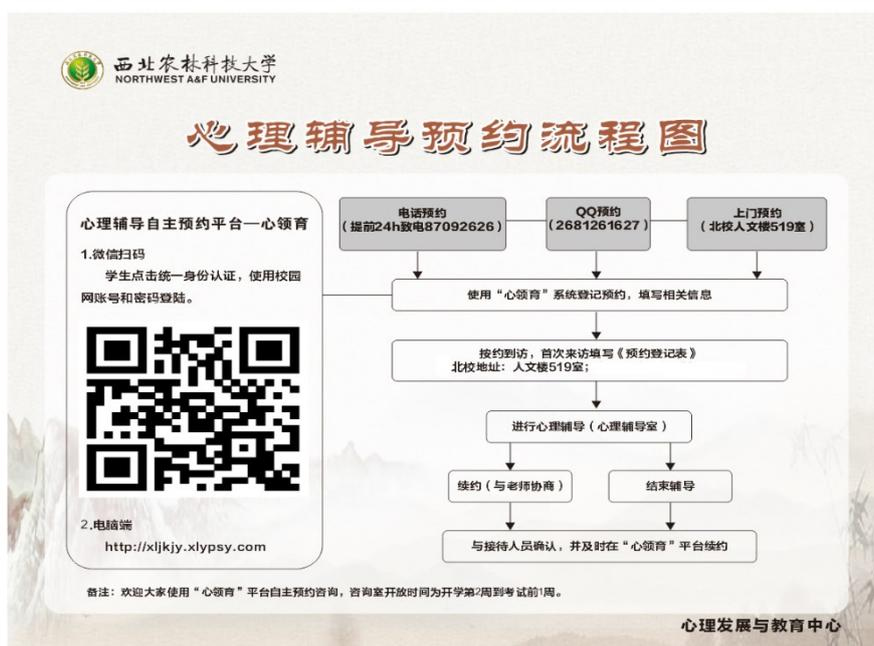 西北农林科技大学
NORTHWEST A&F UNIVERSITY
心理辅导预约流程图
心理辅导自主预约平台—心领育
1.微信扫码
学生点击统一身份认证，使用校园
网账号和密码登陆。
2.电脑端
http://xljkjy.xlypsy.com
电话预约
（提前24h致电87092626）
QQ预约
（2681261627）
上门预约
（北校人文楼519室）
使用“心领育”系统登记预约，填写相关信息
按约到访，首次来访填写《预约登记表》
北校地址：人文楼519室；
进行心理辅导（心理辅导室）
续约（与老师协商）
结束辅导
与接待人员确认，并及时在“心领育”平台续约
备注：欢迎大家使用“心领育”平台自主预约咨询，咨询室开放时间为开学第2周到考试前1周。
心理发展与教育中心